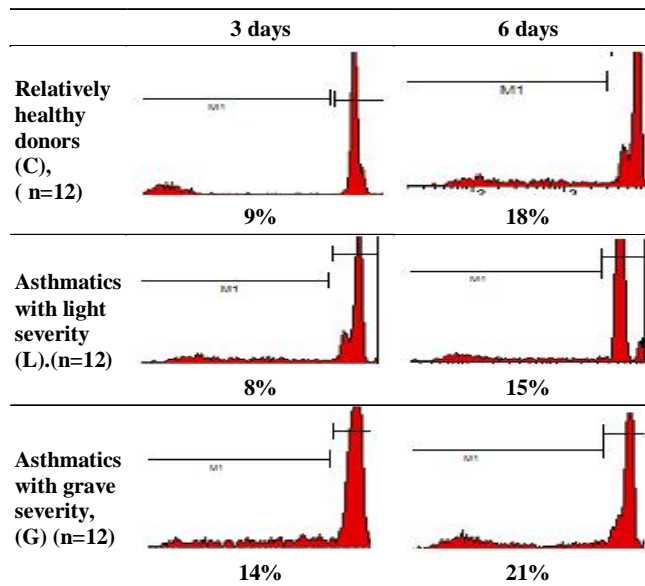 3 days 6 days
Relatively
healthy
donors
(C),
( n=12)
M1
M1
9% 18%
Asthmatics
with light
severity
(L).(n=12)
M1
M1
8% 15%
Asthmatics
with grave
severity,
(G) (n=12)
M1
M1
14% 21%